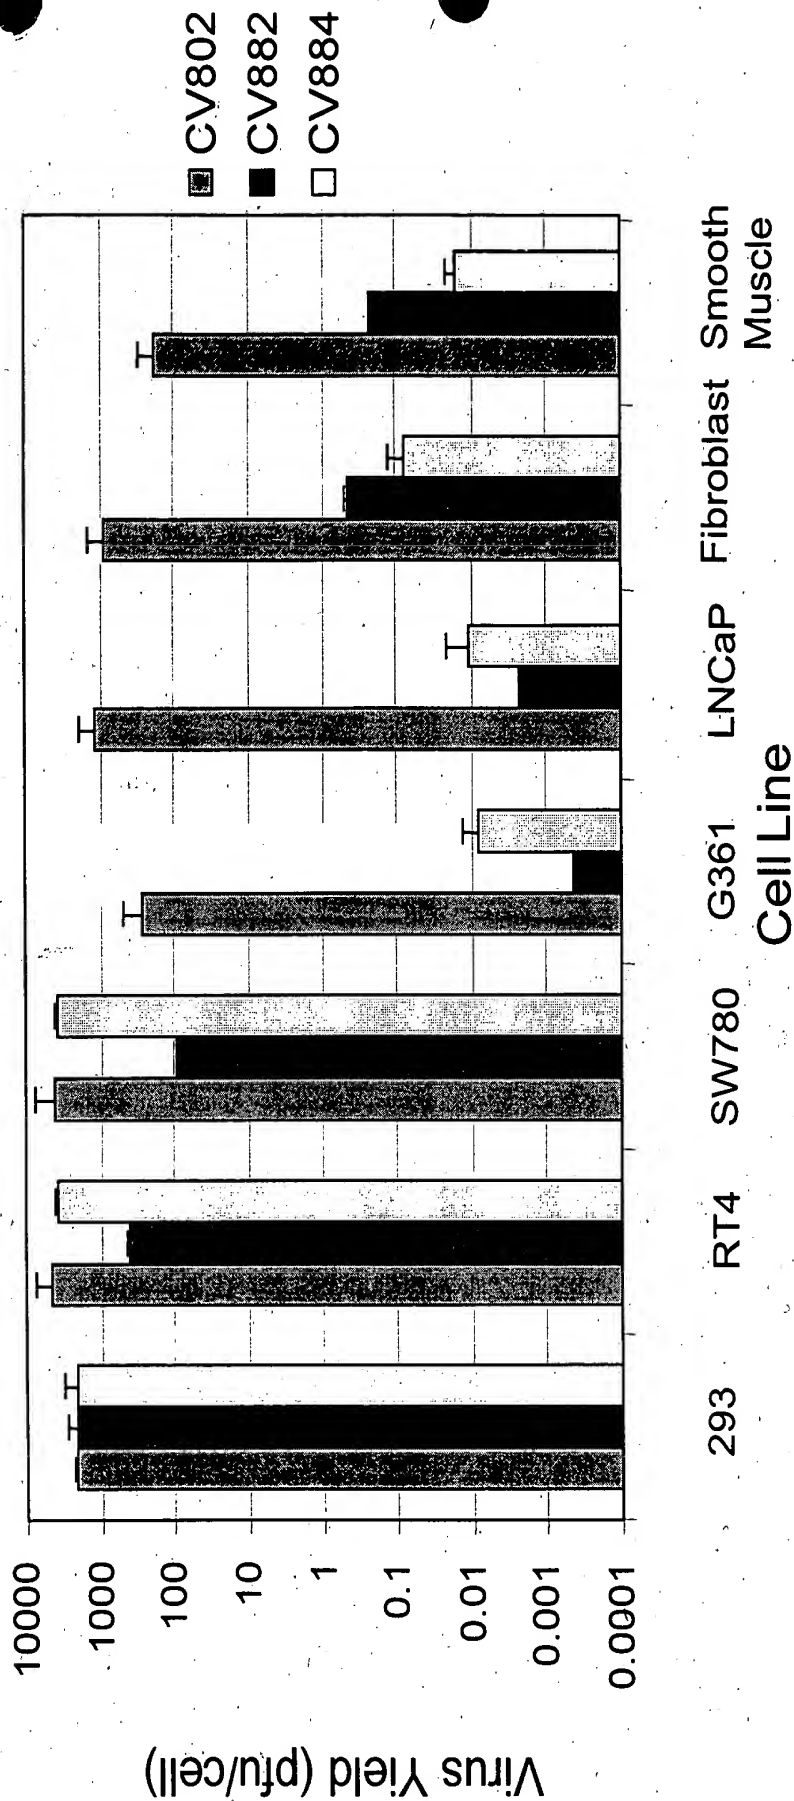 Virus Yield (pfu/cell)
10000
1000
100
10
1
0.1
0.01
0.001
0.0001
293
RT4
SW780
G361
LNCaP
Fibroblast
Smooth
Muscle
Cell Line
CV802
CV882
CV884